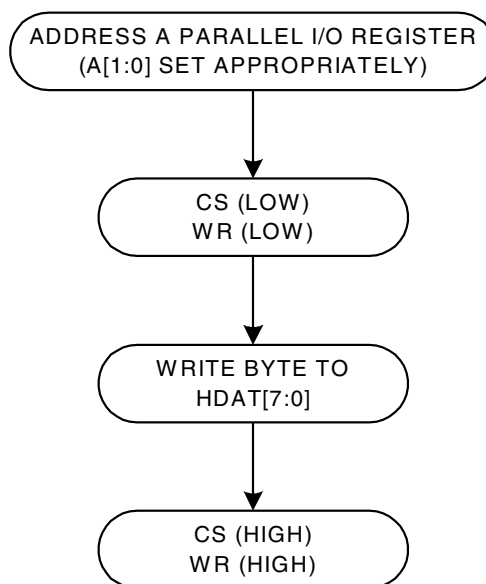 ADDRESS A PARALLEL I/O REGISTER
(A[1:0] SET APPROPRIATELY)
CS (LOW)
WR (LOW)
WRITE BYTE TO
HDAT[7:0]
CS (HIGH)
WR (HIGH)